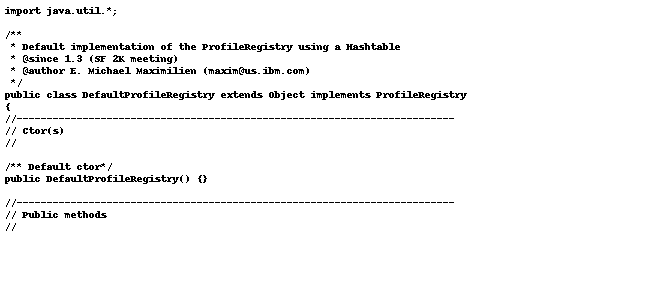 import java.util.*;
/**
* Default implementation of the ProfileRegistry using a Hashtable
* @since 1.3 (SF 2K meeting)
* @author E. Michael Maximilien (maxim@us.ibm.com)
*/
public class DefaultProfileRegistry extends Object implements ProfileRegistry
{
//-------------------------------------------------------------------------
// Ctor(s)
//
/** Default ctor*/
public DefaultProfileRegistry() {}
//-------------------------------------------------------------------------
// Public methods
//